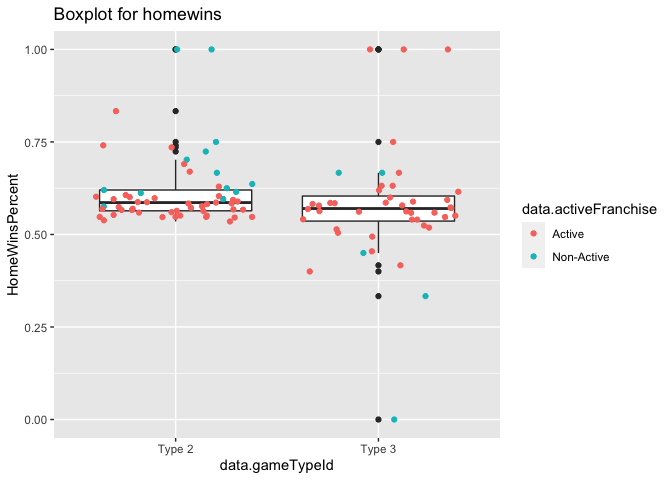 Boxplot for homewins
HomeWinsPercent
1.00
0.75
0.50
0.25
0.00
Type 2
Type 3
data.gameTypeId
data.activeFranchise
Active
Non-Active